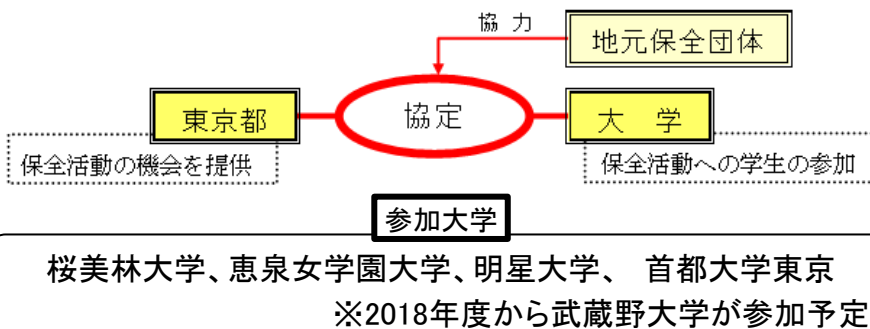 協 力
地元保全団体
東京都
協定
大 学
保全活動の機会を提供
保全活動への学生の参加
参加大学
桜美林大学、恵泉女学園大学、明星大学、 首都大学東京
※2018年度から武蔵野大学が参加予定